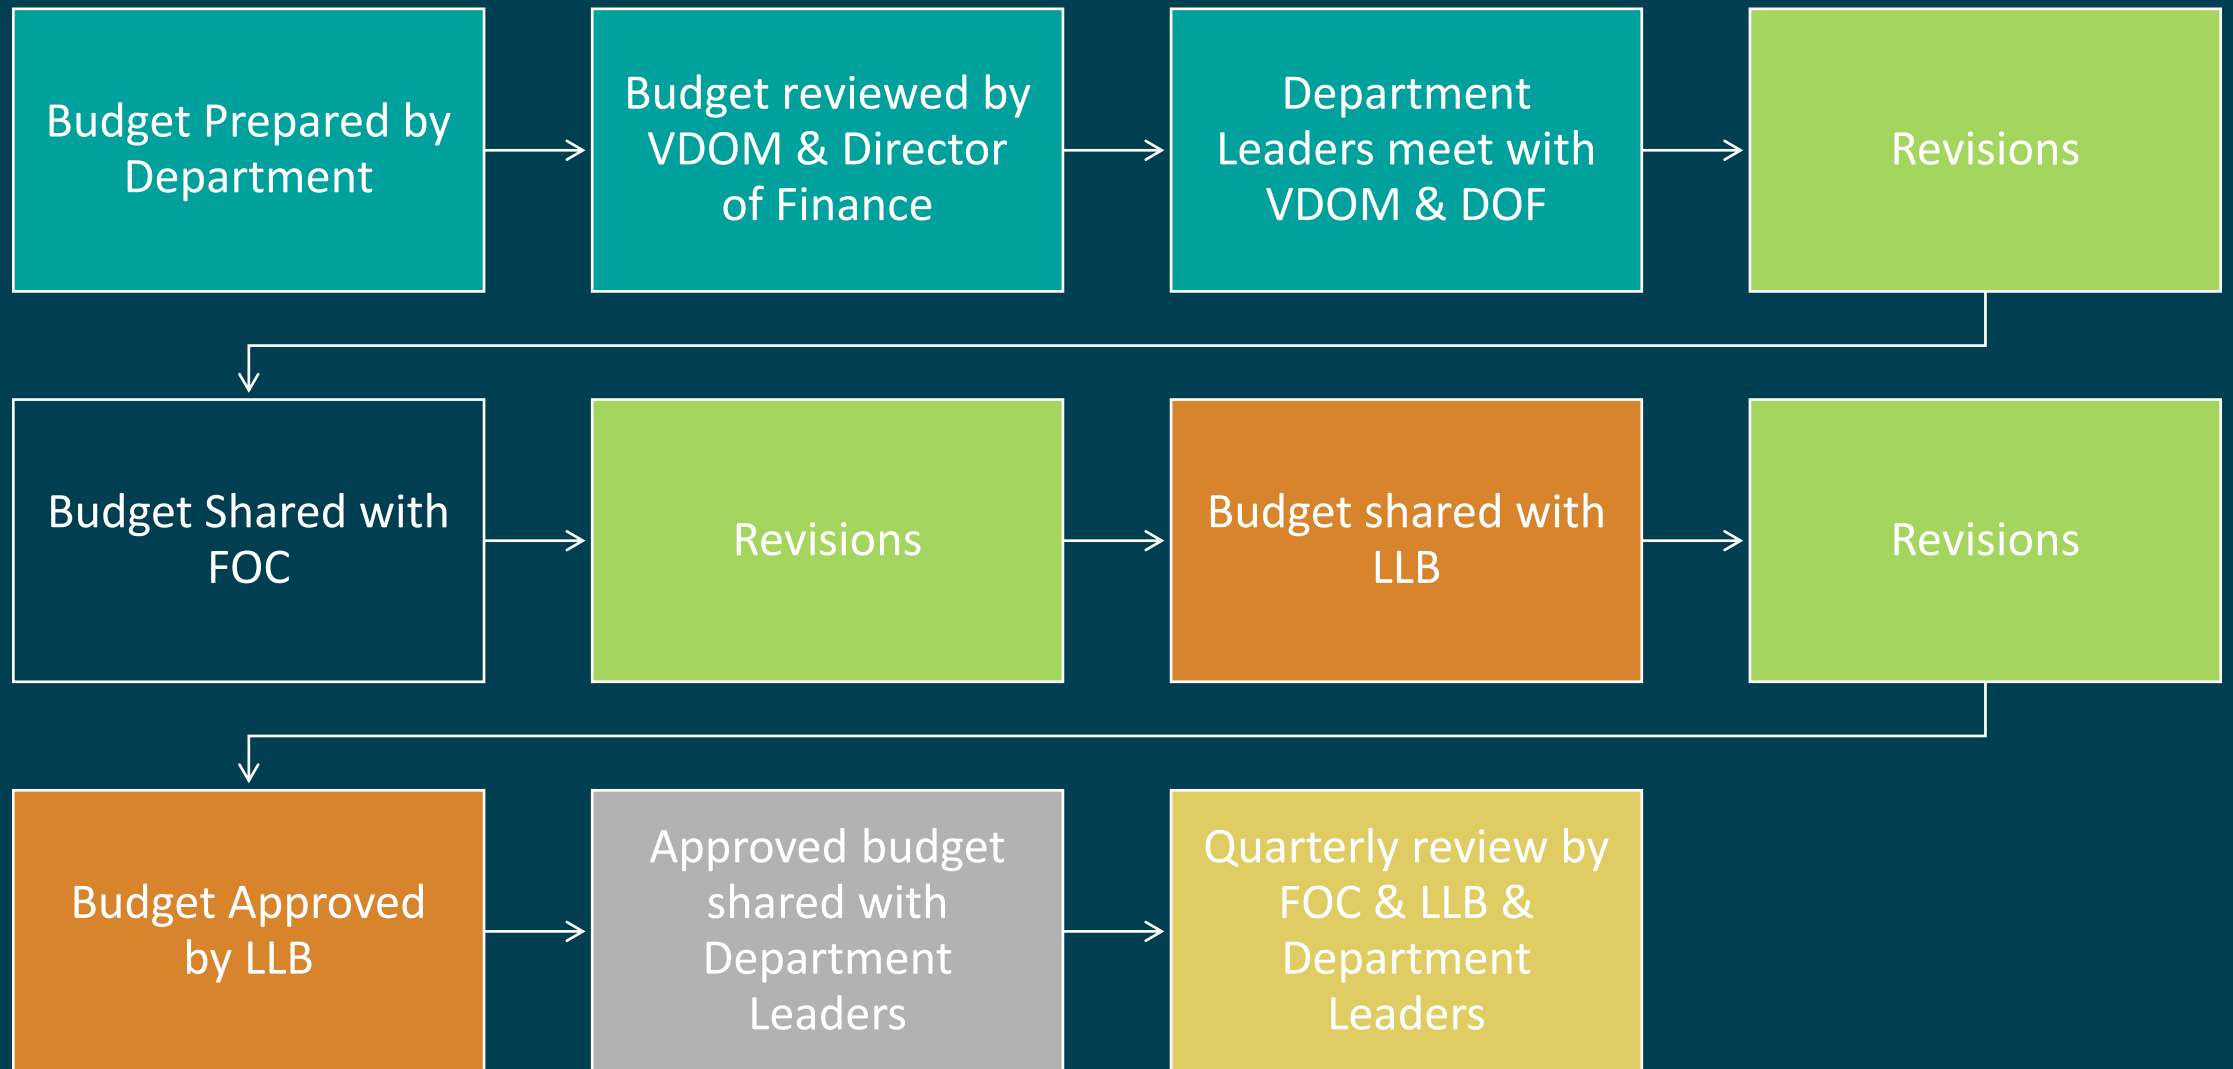 Budget Prepared by
Department
Budget reviewed by
VDOM & Director
of Finance
Department
Leaders meet with
VDOM & DOF
Revisions
Budget Shared with
FOC
Revisions
Budget shared with
LLB
Revisions
Budget Approved
by LLB
Approved budget
shared with
Department
Leaders
Quarterly review by
FOC & LLB &
Department
Leaders